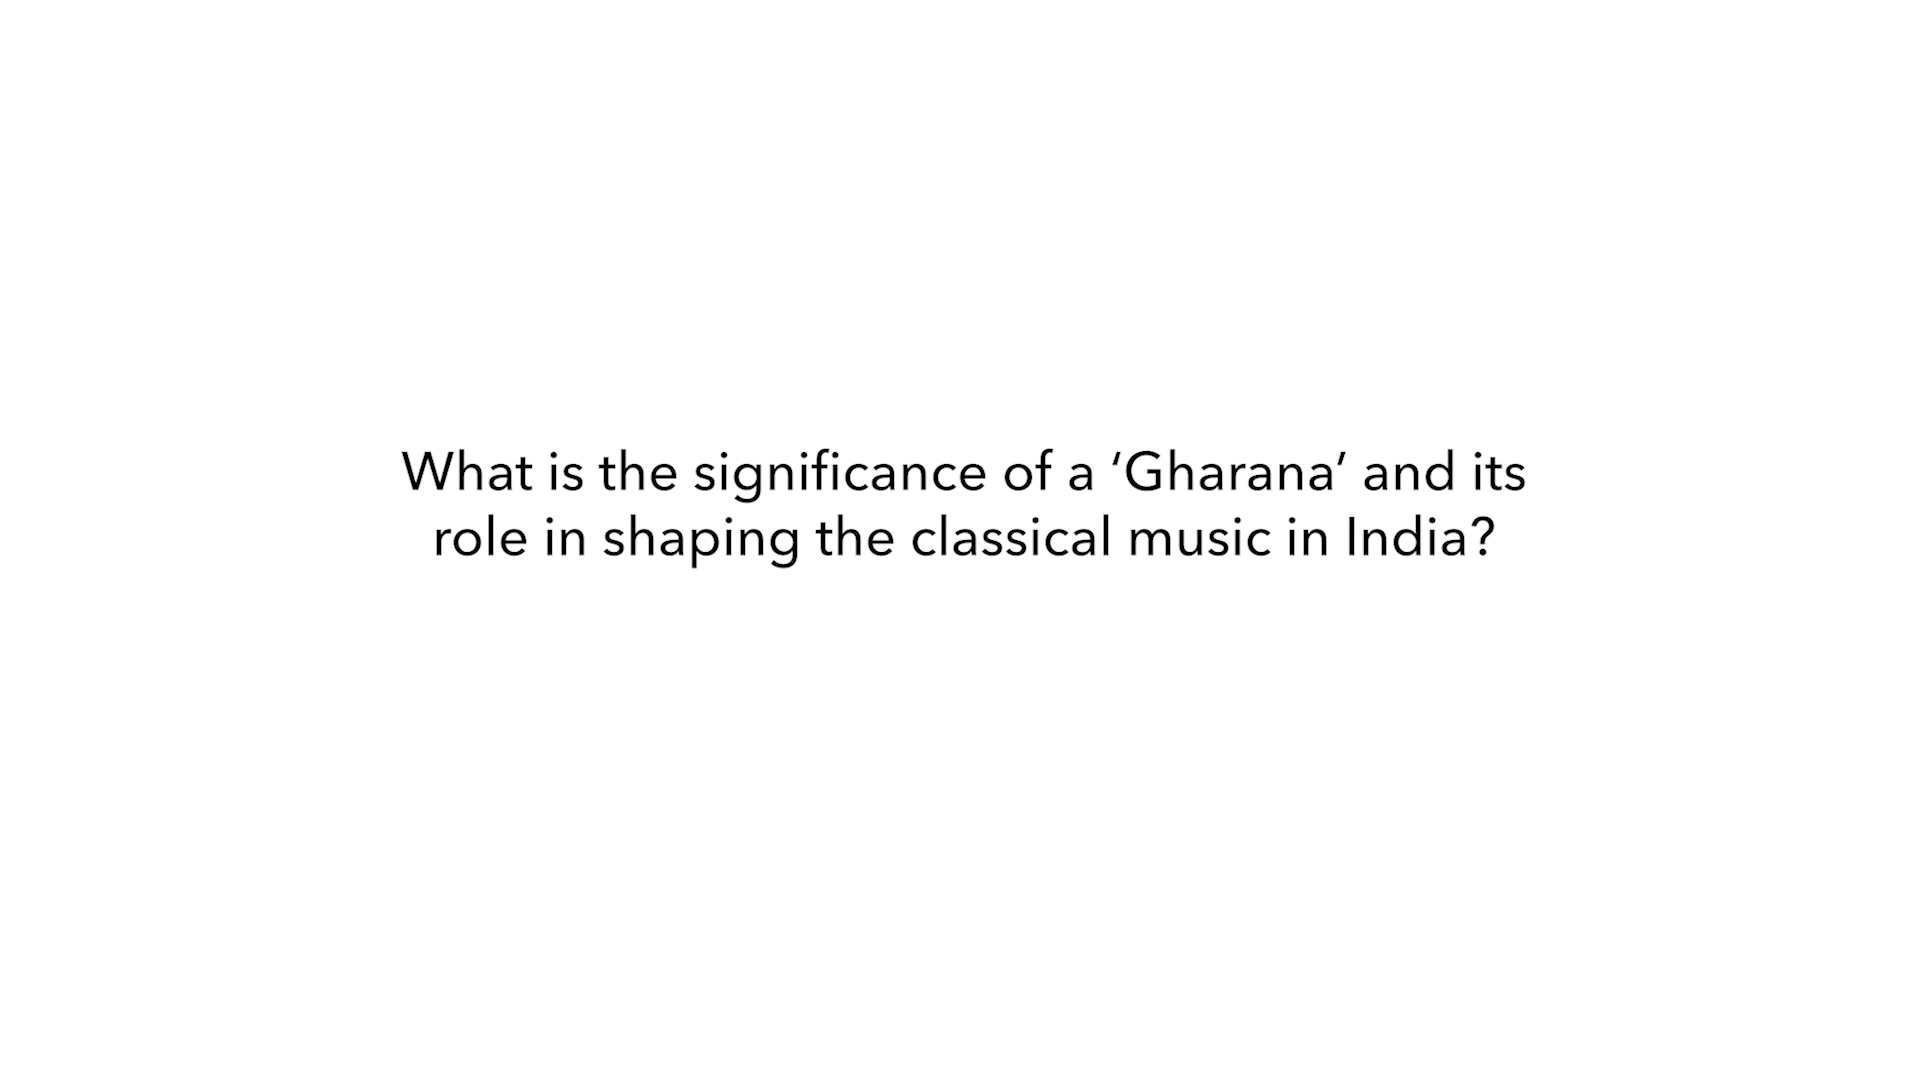 What is the significance of a ‘Gharana’ and its
role in shaping the classical music in India?